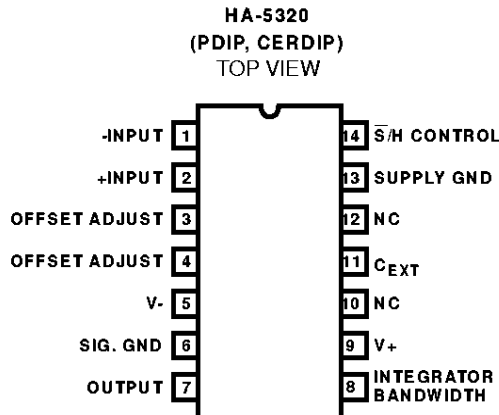 HA-5320
(PDIP, CERDIP)
TOP VIEW
-INPUT 1
+INPUT 2
OFFSET ADJUST 3
OFFSET ADJUST 4
V- 5
SIG. GND 6
OUTPUT 7
14 S̅/H CONTROL
13 SUPPLY GND
12 NC
11 CEXT
10 NC
9 V+
8 INTEGRATOR
BANDWIDTH